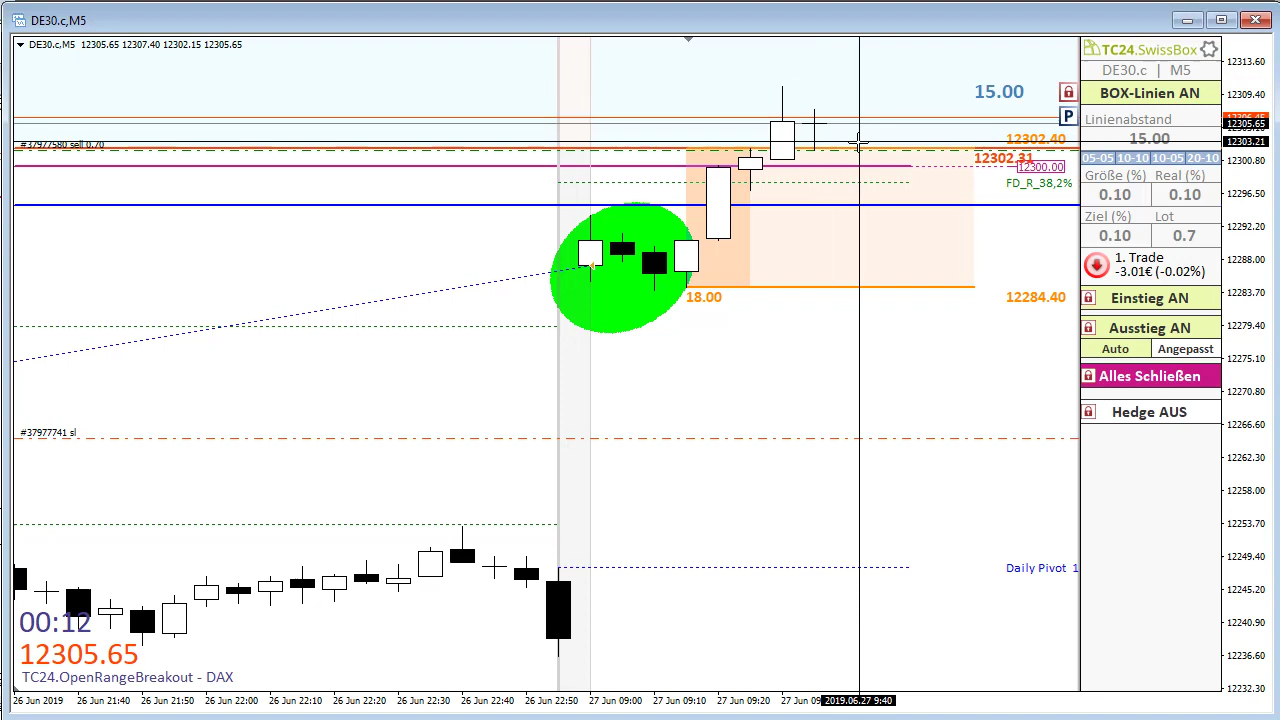 DE30.c,M5
DE30.c,M5 12305.65 12307.40 12302.15 12305.65
15.00
P
12302.40
#37977580 sell 0.70
12302.31
12300.00
FD_R_38,2%
18.00
12284.40
#37977741 sl
Daily Pivot 1
00:12
12305.65
TC24.OpenRangeBreakout - DAX
TC24.SwissBox
DE30.c | M5
BOX-Linien AN
Linienabstand
15.00
05-05 10-10 10-05 20-10
Größe (%) Real (%)
0.10 0.10
Ziel (%) Lot
0.10 0.7
1. Trade
-3.01€ (-0.02%)
Einstieg AN
Ausstieg AN
Auto Angepasst
Alles Schließen
Hedge AUS
12313.60
12309.40
12305.65
12303.21
12300.80
12296.50
12292.20
12288.00
12283.70
12279.40
12275.10
12270.80
12266.60
12262.30
12258.00
12253.70
12249.40
12245.20
12240.90
12236.60
12232.30
26 Jun 2019 26 Jun 21:40 26 Jun 21:50 26 Jun 22:00 26 Jun 22:10 26 Jun 22:20 26 Jun 22:30 26 Jun 22:40 26 Jun 22:50 27 Jun 09:00 27 Jun 09:10 27 Jun 09:20 27 Jun 2019.06.27 9:40